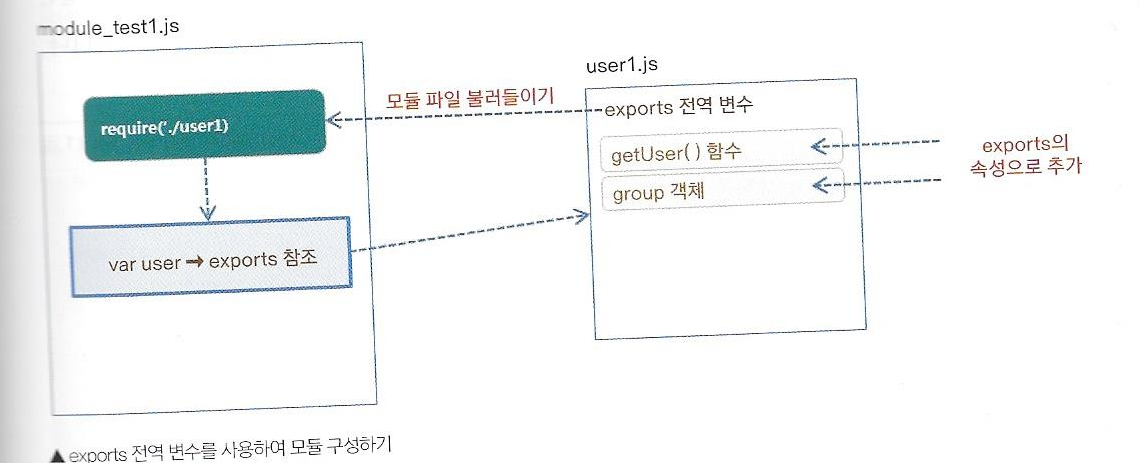 module_test1.js
user1.js
모듈 파일 불러들이기
exports 전역 변수
require('./user1)
getUser( ) 함수
group 객체
exports의
속성으로 추가
var user ➡ exports 참조
▲ exports 전역 변수를 사용하여 모듈 구성하기